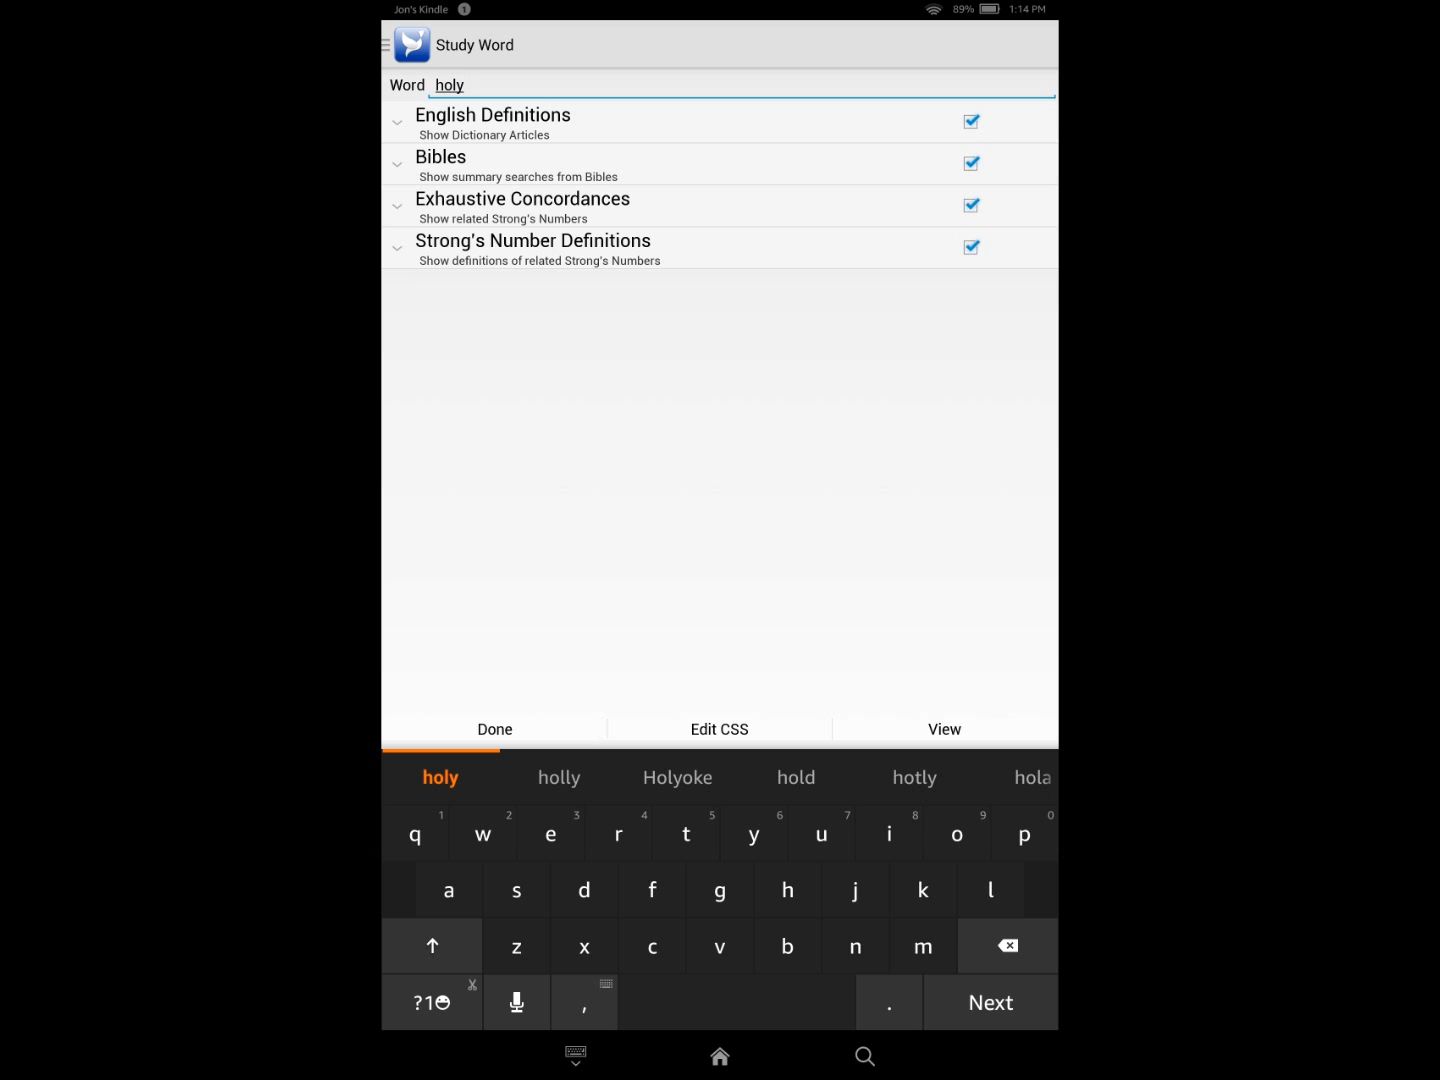 Jon's Kindle 1 89% 1:14 PM
Study Word
Word holy
English Definitions
Show Dictionary Articles
Bibles
Show summary searches from Bibles
Exhaustive Concordances
Show related Strong's Numbers
Strong's Number Definitions
Show definitions of related Strong's Numbers
Done Edit CSS View
holy holly Holyoke hold hotly hola
1 2 3 4 5 6 7 8 9 0
q w e r t y u i o p
a s d f g h j k l
z x c v b n m
?1 , . Next